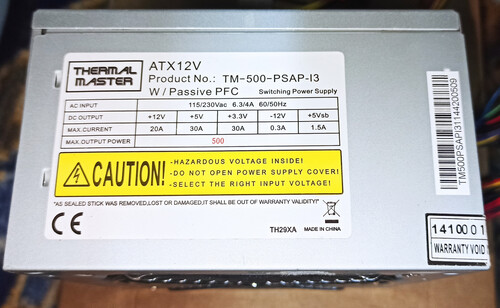 THERMAL
MASTER
ATX12V
Product No.: TM-500-PSAP-I3
W / Passive PFC Switching Power Supply
AC INPUT 115/230Vac 6.3/4A 60/50Hz
DC OUTPUT +12V +5V +3.3V -12V +5Vsb
MAX.CURRENT 20A 30A 30A 0.3A 1.5A
MAX.OUTPUT POWER 500
CAUTION!
-HAZARDOUS VOLTAGE INSIDE!
-DO NOT OPEN POWER SUPPLY COVER!
-SELECT THE RIGHT INPUT VOLTAGE!
"AS SEALED STICK WAS REMOVED,LOST OR DAMAGED,IT SHALL BE OUT OF WARRANTY VALIDITY!"
CE
TH29XA MADE IN CHINA
TM500PSAPI31144200509
1410001
WARRANTY VOID